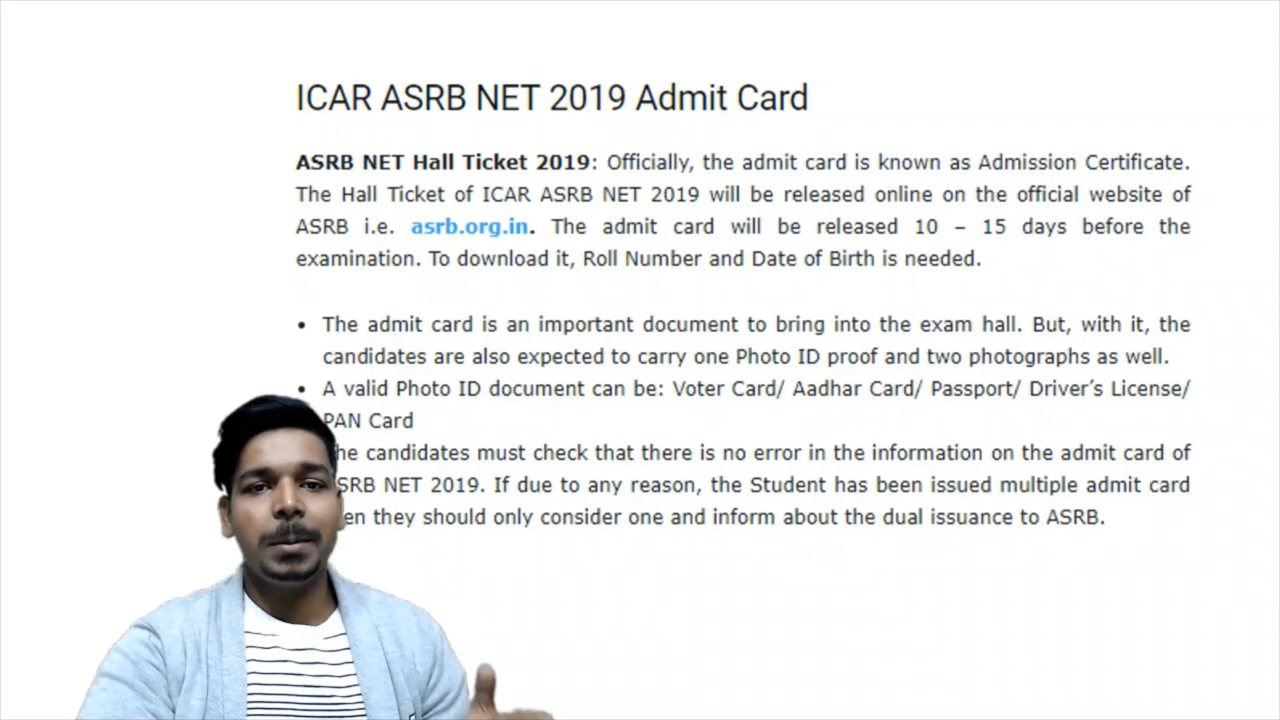 ICAR ASRB NET 2019 Admit Card
ASRB NET Hall Ticket 2019: Officially, the admit card is known as Admission Certificate.
The Hall Ticket of ICAR ASRB NET 2019 will be released online on the official website of
ASRB i.e. asrb.org.in. The admit card will be released 10 – 15 days before the
examination. To download it, Roll Number and Date of Birth is needed.
• The admit card is an important document to bring into the exam hall. But, with it, the
candidates are also expected to carry one Photo ID proof and two photographs as well.
• A valid Photo ID document can be: Voter Card/ Aadhar Card/ Passport/ Driver’s License/
PAN Card
candidates must check that there is no error in the information on the admit card of
NET 2019. If due to any reason, the Student has been issued multiple admit card
they should only consider one and inform about the dual issuance to ASRB.